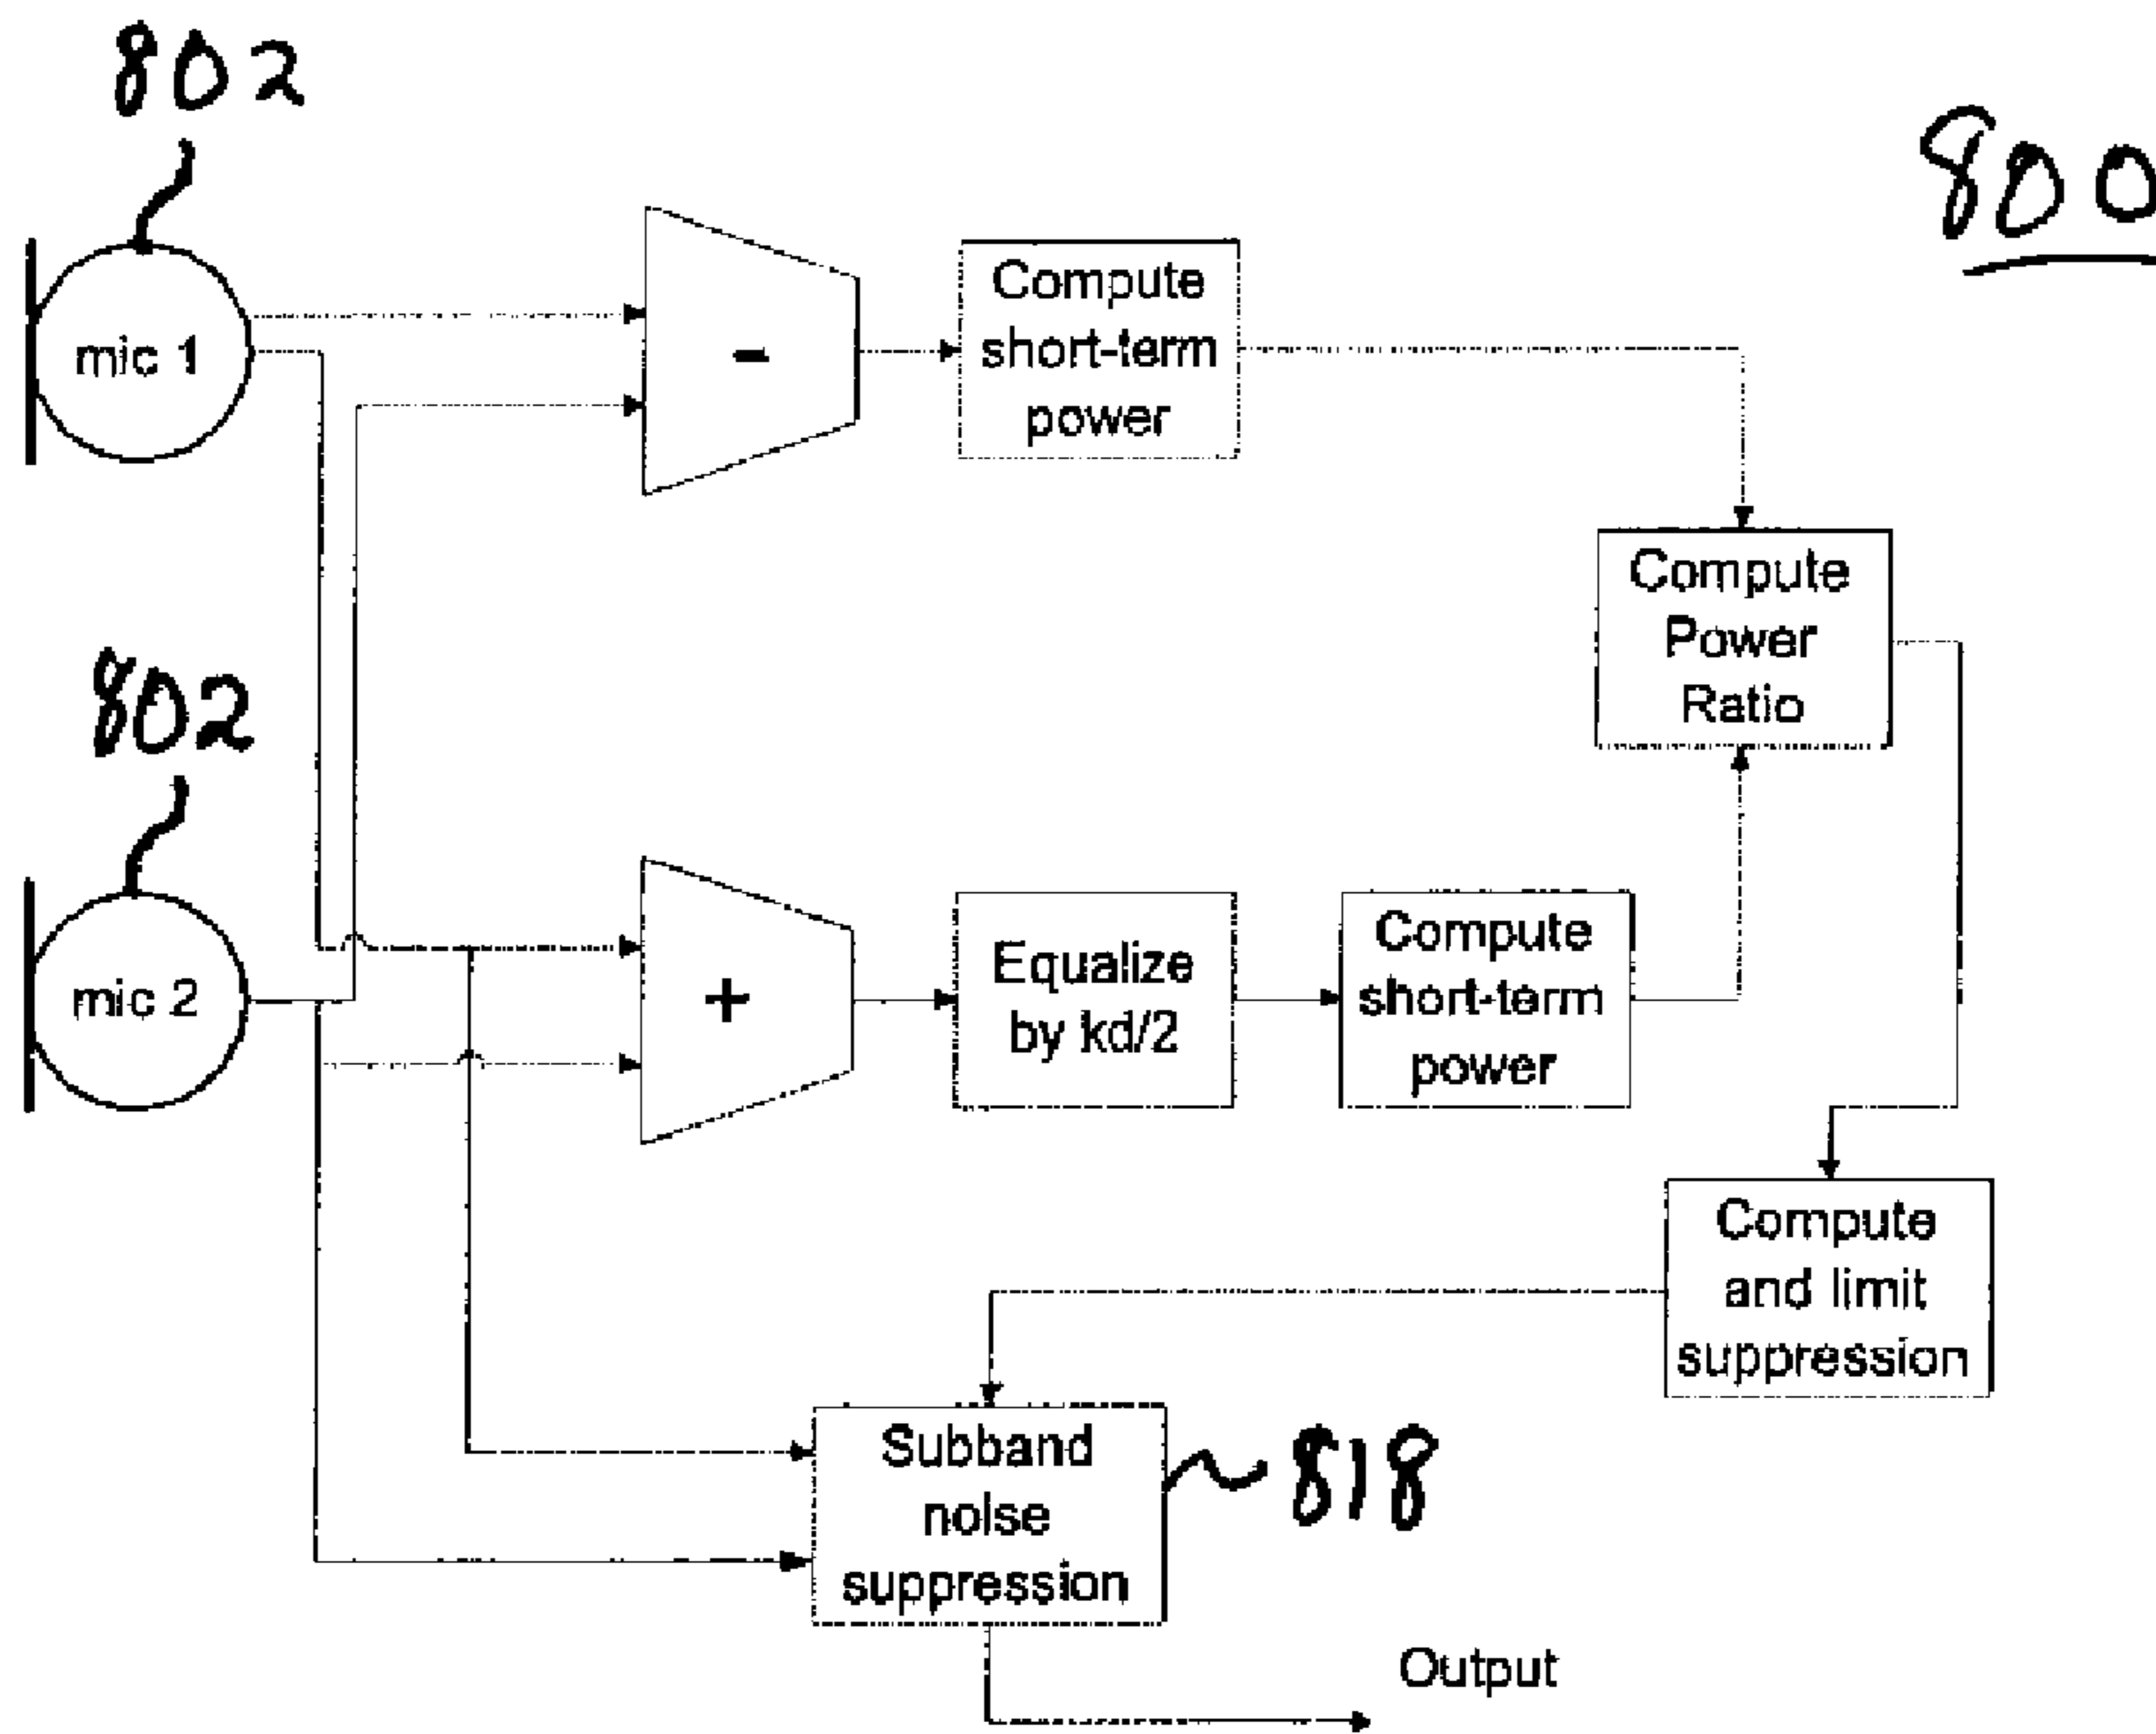 802
800
mic 1
-
Compute
short-term
power
Compute
Power
Ratio
802
mic 2
+
Equalize
by kd/2
Compute
short-term
power
Compute
and limit
suppression
Subband
noise
suppression
818
Output